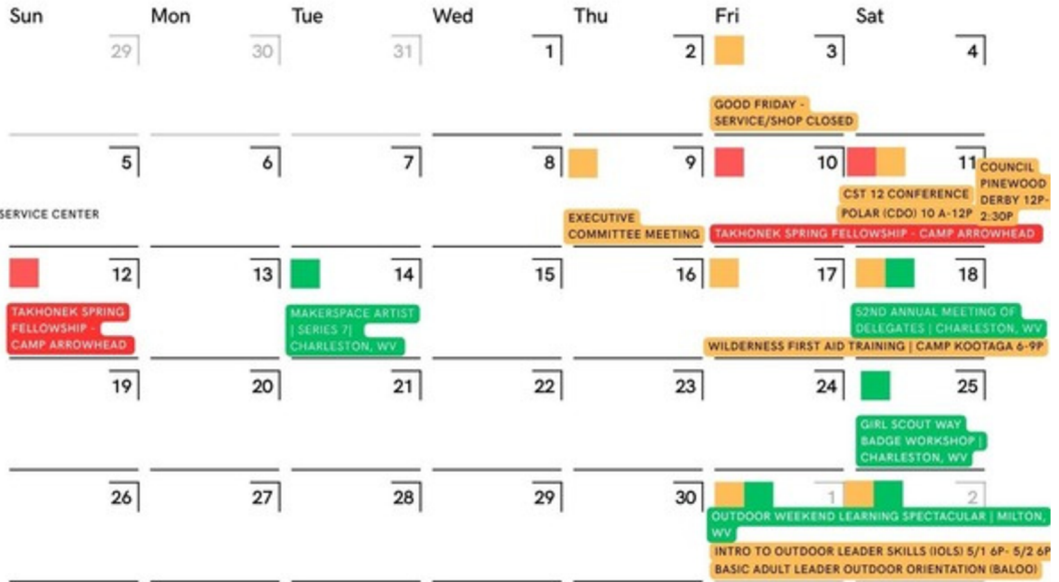 Sun Mon Tue Wed Thu Fri Sat
29 30 31 1 2 3 4
GOOD FRIDAY -
SERVICE/SHOP CLOSED
5 6 7 8 9 10 11
SERVICE CENTER
EXECUTIVE
COMMITTEE MEETING
CST 12 CONFERENCE
POLAR (CDO) 10 A-12P
COUNCIL
PINEWOOD
DERBY 12P-
2:30P
TAKHONEK SPRING FELLOWSHIP - CAMP ARROWHEAD
12 13 14 15 16 17 18
TAKHONEK SPRING
FELLOWSHIP -
CAMP ARROWHEAD
MAKERSPACE ARTIST
| SERIES 7|
CHARLESTON, WV
52ND ANNUAL MEETING OF
DELEGATES | CHARLESTON, WV
WILDERNESS FIRST AID TRAINING | CAMP KOOTAGA 6-9P
19 20 21 22 23 24 25
GIRL SCOUT WAY
BADGE WORKSHOP |
CHARLESTON, WV
26 27 28 29 30 1 2
OUTDOOR WEEKEND LEARNING SPECTACULAR | MILTON,
WV
INTRO TO OUTDOOR LEADER SKILLS (IOLS) 5/1 6P- 5/2 6P
BASIC ADULT LEADER OUTDOOR ORIENTATION (BALOO)